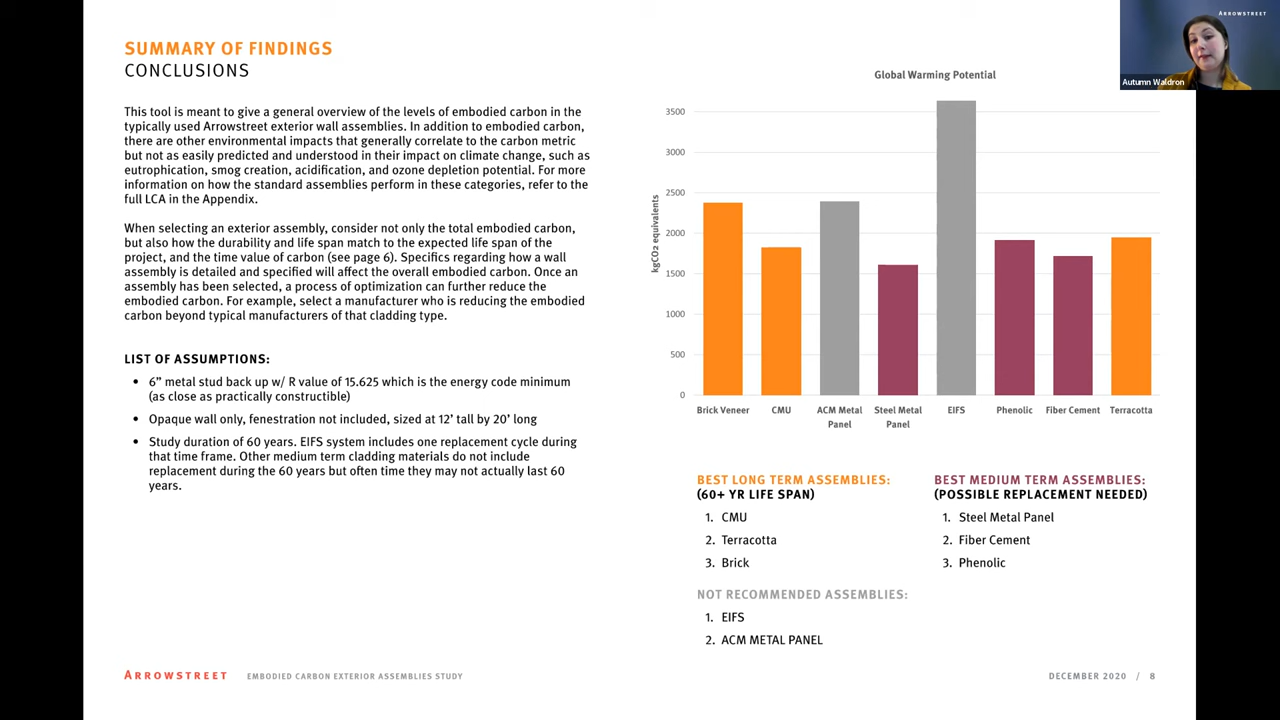 SUMMARY OF FINDINGS
CONCLUSIONS
This tool is meant to give a general overview of the levels of embodied carbon in the
typically used Arrowstreet exterior wall assemblies. In addition to embodied carbon,
there are other environmental impacts that generally correlate to the carbon metric
but not as easily predicted and understood in their impact on climate change, such as
eutrophication, smog creation, acidification, and ozone depletion potential. For more
information on how the standard assemblies perform in these categories, refer to the
full LCA in the Appendix.
When selecting an exterior assembly, consider not only the total embodied carbon,
but also how the durability and life span match to the expected life span of the
project, and the time value of carbon (see page 6). Specifics regarding how a wall
assembly is detailed and specified will affect the overall embodied carbon. Once an
assembly has been selected, a process of optimization can further reduce the
embodied carbon. For example, select a manufacturer who is reducing the embodied
carbon beyond typical manufacturers of that cladding type.
LIST OF ASSUMPTIONS:
• 6” metal stud back up w/ R value of 15.625 which is the energy code minimum
(as close as practically constructible)
• Opaque wall only, fenestration not included, sized at 12’ tall by 20’ long
• Study duration of 60 years. EIFS system includes one replacement cycle during
that time frame. Other medium term cladding materials do not include
replacement during the 60 years but often time they may not actually last 60
years.
Global Warming Potential
kgCO2 equivalents
3500
3000
2500
2000
1500
1000
500
0
Brick Veneer
CMU
ACM Metal
Panel
Steel Metal
Panel
EIFS
Phenolic
Fiber Cement
Terracotta
BEST LONG TERM ASSEMBLIES:
(60+ YR LIFE SPAN)
1. CMU
2. Terracotta
3. Brick
BEST MEDIUM TERM ASSEMBLIES:
(POSSIBLE REPLACEMENT NEEDED)
1. Steel Metal Panel
2. Fiber Cement
3. Phenolic
NOT RECOMMENDED ASSEMBLIES:
1. EIFS
2. ACM METAL PANEL
ARROWSTREET
EMBODIED CARBON EXTERIOR ASSEMBLIES STUDY
DECEMBER 2020 / 8
ARROWSTREET
Autumn Waldron